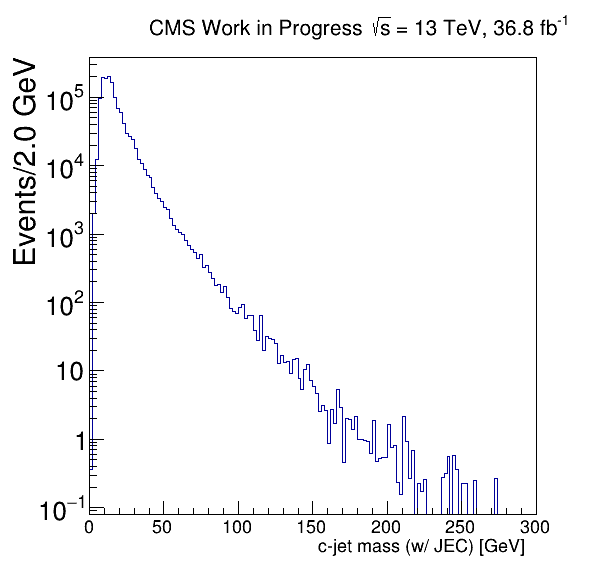 CMS Work in Progress √s = 13 TeV, 36.8 fb⁻¹
Events/2.0 GeV
10⁵
10⁴
10³
10²
10
1
10⁻¹
0 50 100 150 200 250 300
c-jet mass (w/ JEC) [GeV]